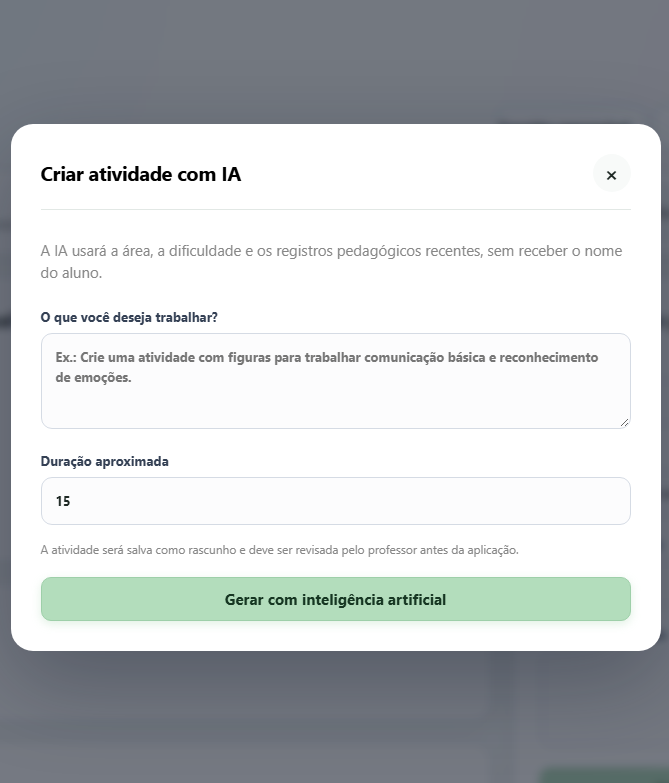 Criar atividade com IA
×
A IA usará a área, a dificuldade e os registros pedagógicos recentes, sem receber o nome
do aluno.
O que você deseja trabalhar?
Ex.: Crie uma atividade com figuras para trabalhar comunicação básica e reconhecimento
de emoções.
Duração aproximada
15
A atividade será salva como rascunho e deve ser revisada pelo professor antes da aplicação.
Gerar com inteligência artificial